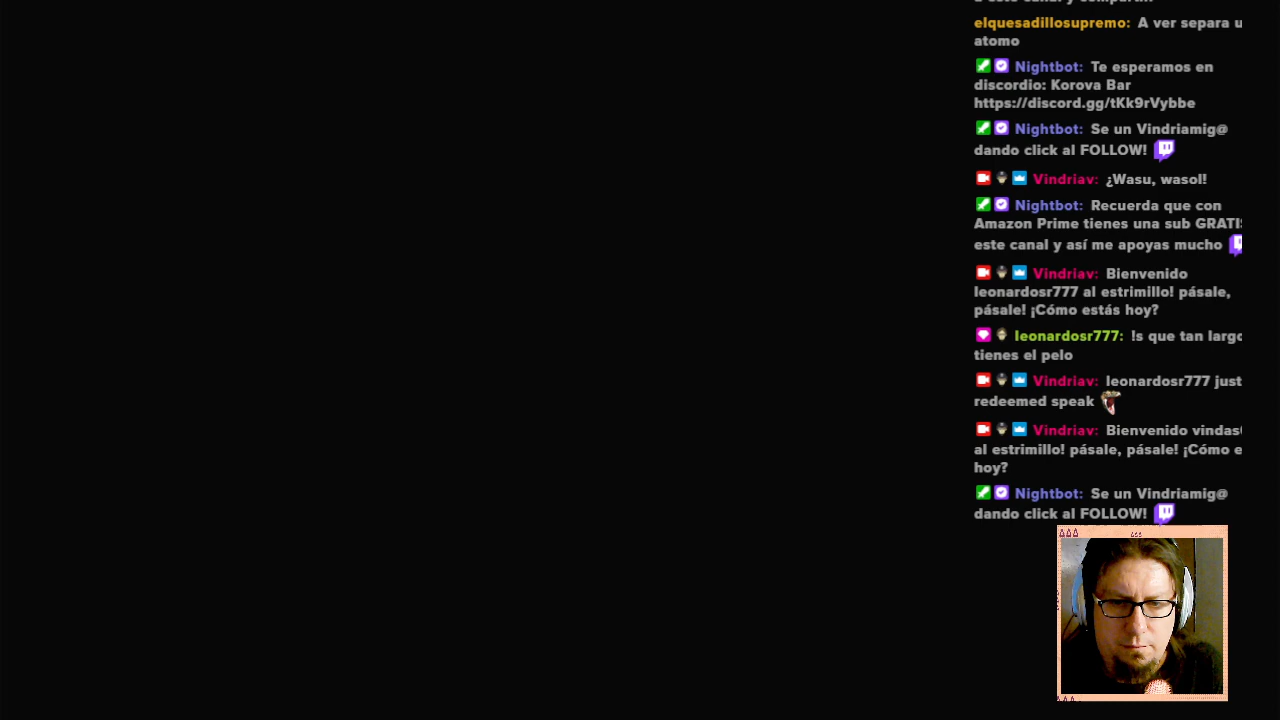 elquesadillosupremo: A ver separa u
atomo
Nightbot: Te esperamos en
discordio: Korova Bar
https://discord.gg/tKk9rVybbe
Nightbot: Se un Vindriamig@
dando click al FOLLOW!
Vindriav: ¿Wasu, wasol!
Nightbot: Recuerda que con
Amazon Prime tienes una sub GRATIS
este canal y así me apoyas mucho
Vindriav: Bienvenido
leonardosr777 al estrimillo! pásale,
pásale! ¡Cómo estás hoy?
leonardosr777: !s que tan largo
tienes el pelo
Vindriav: leonardosr777 just
redeemed speak
Vindriav: Bienvenido
al estrimillo! pásale, pásale! ¡Cómo e
hoy?
Nightbot: Se un Vindriamig@
dando click al FOLLOW!